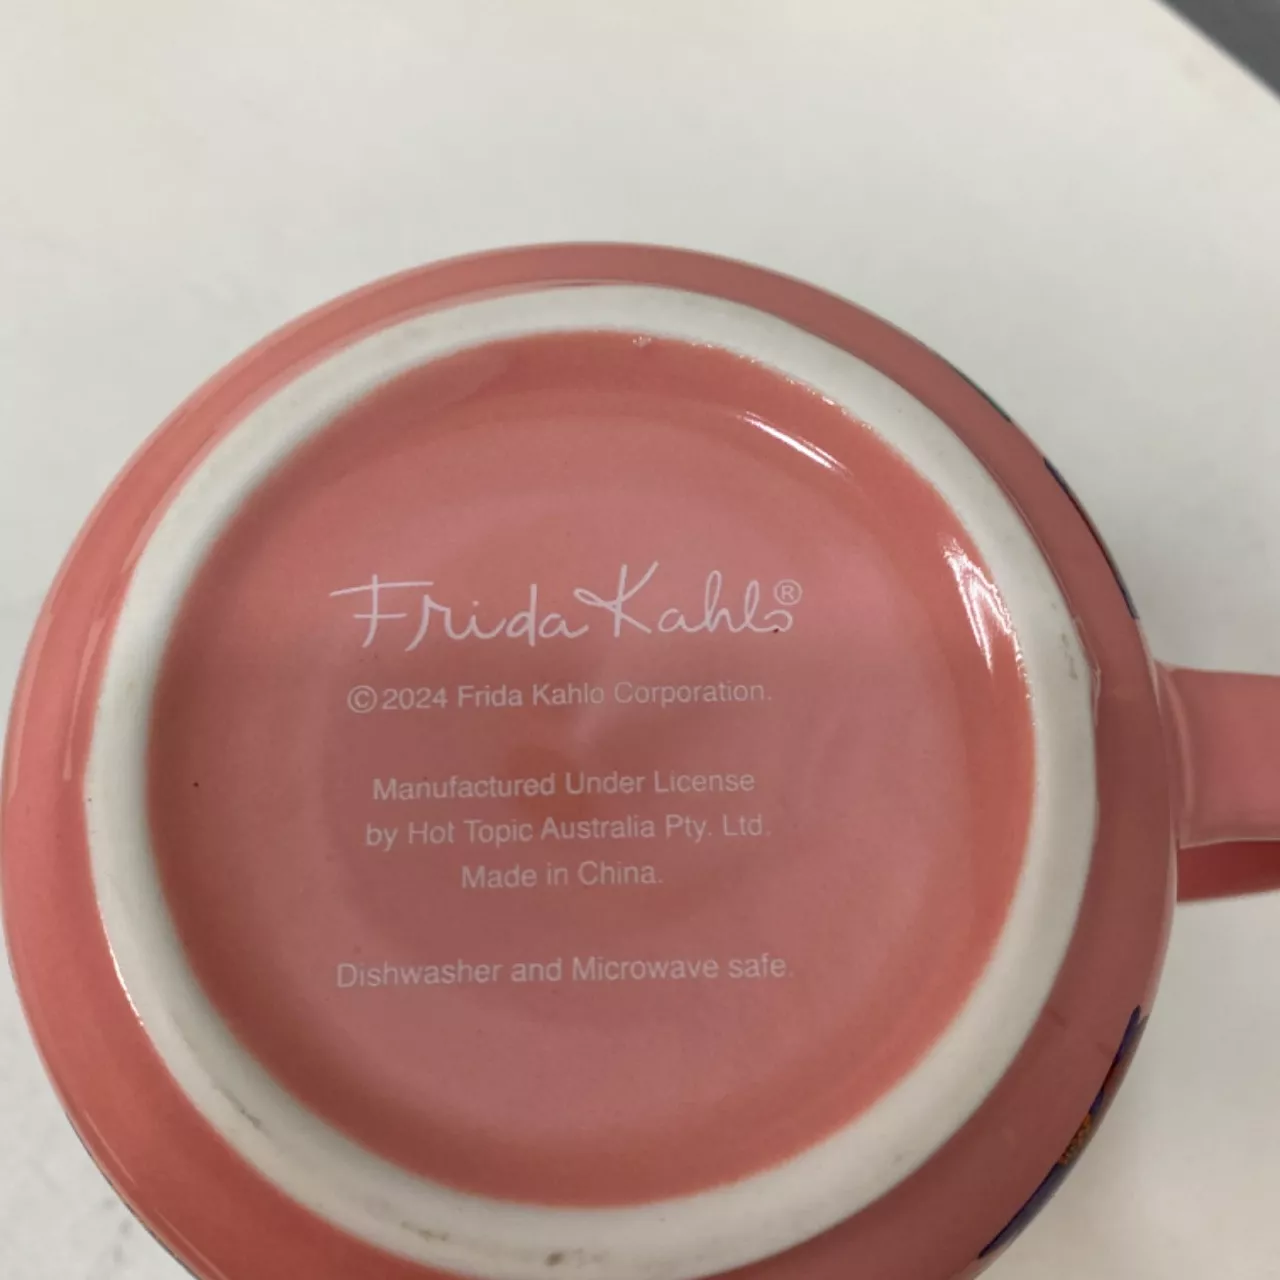 Frida Kahlo®
©2024 Frida Kahlo Corporation.
Manufactured Under License
by Hot Topic Australia Pty. Ltd.
Made in China.
Dishwasher and Microwave safe.